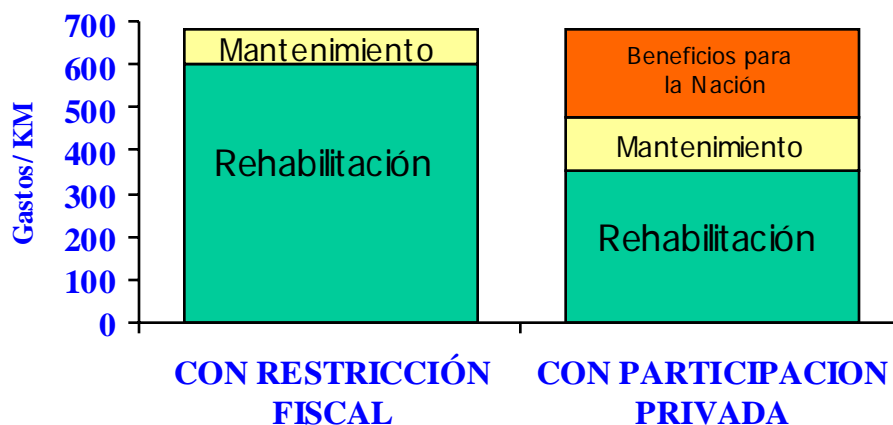 700
600
500
400
300
200
100
0
Gastos/ KM
Mantenimiento
Rehabilitación
Beneficios para
la Nación
Mantenimiento
Rehabilitación
CON RESTRICCIÓN
FISCAL
CON PARTICIPACION
PRIVADA